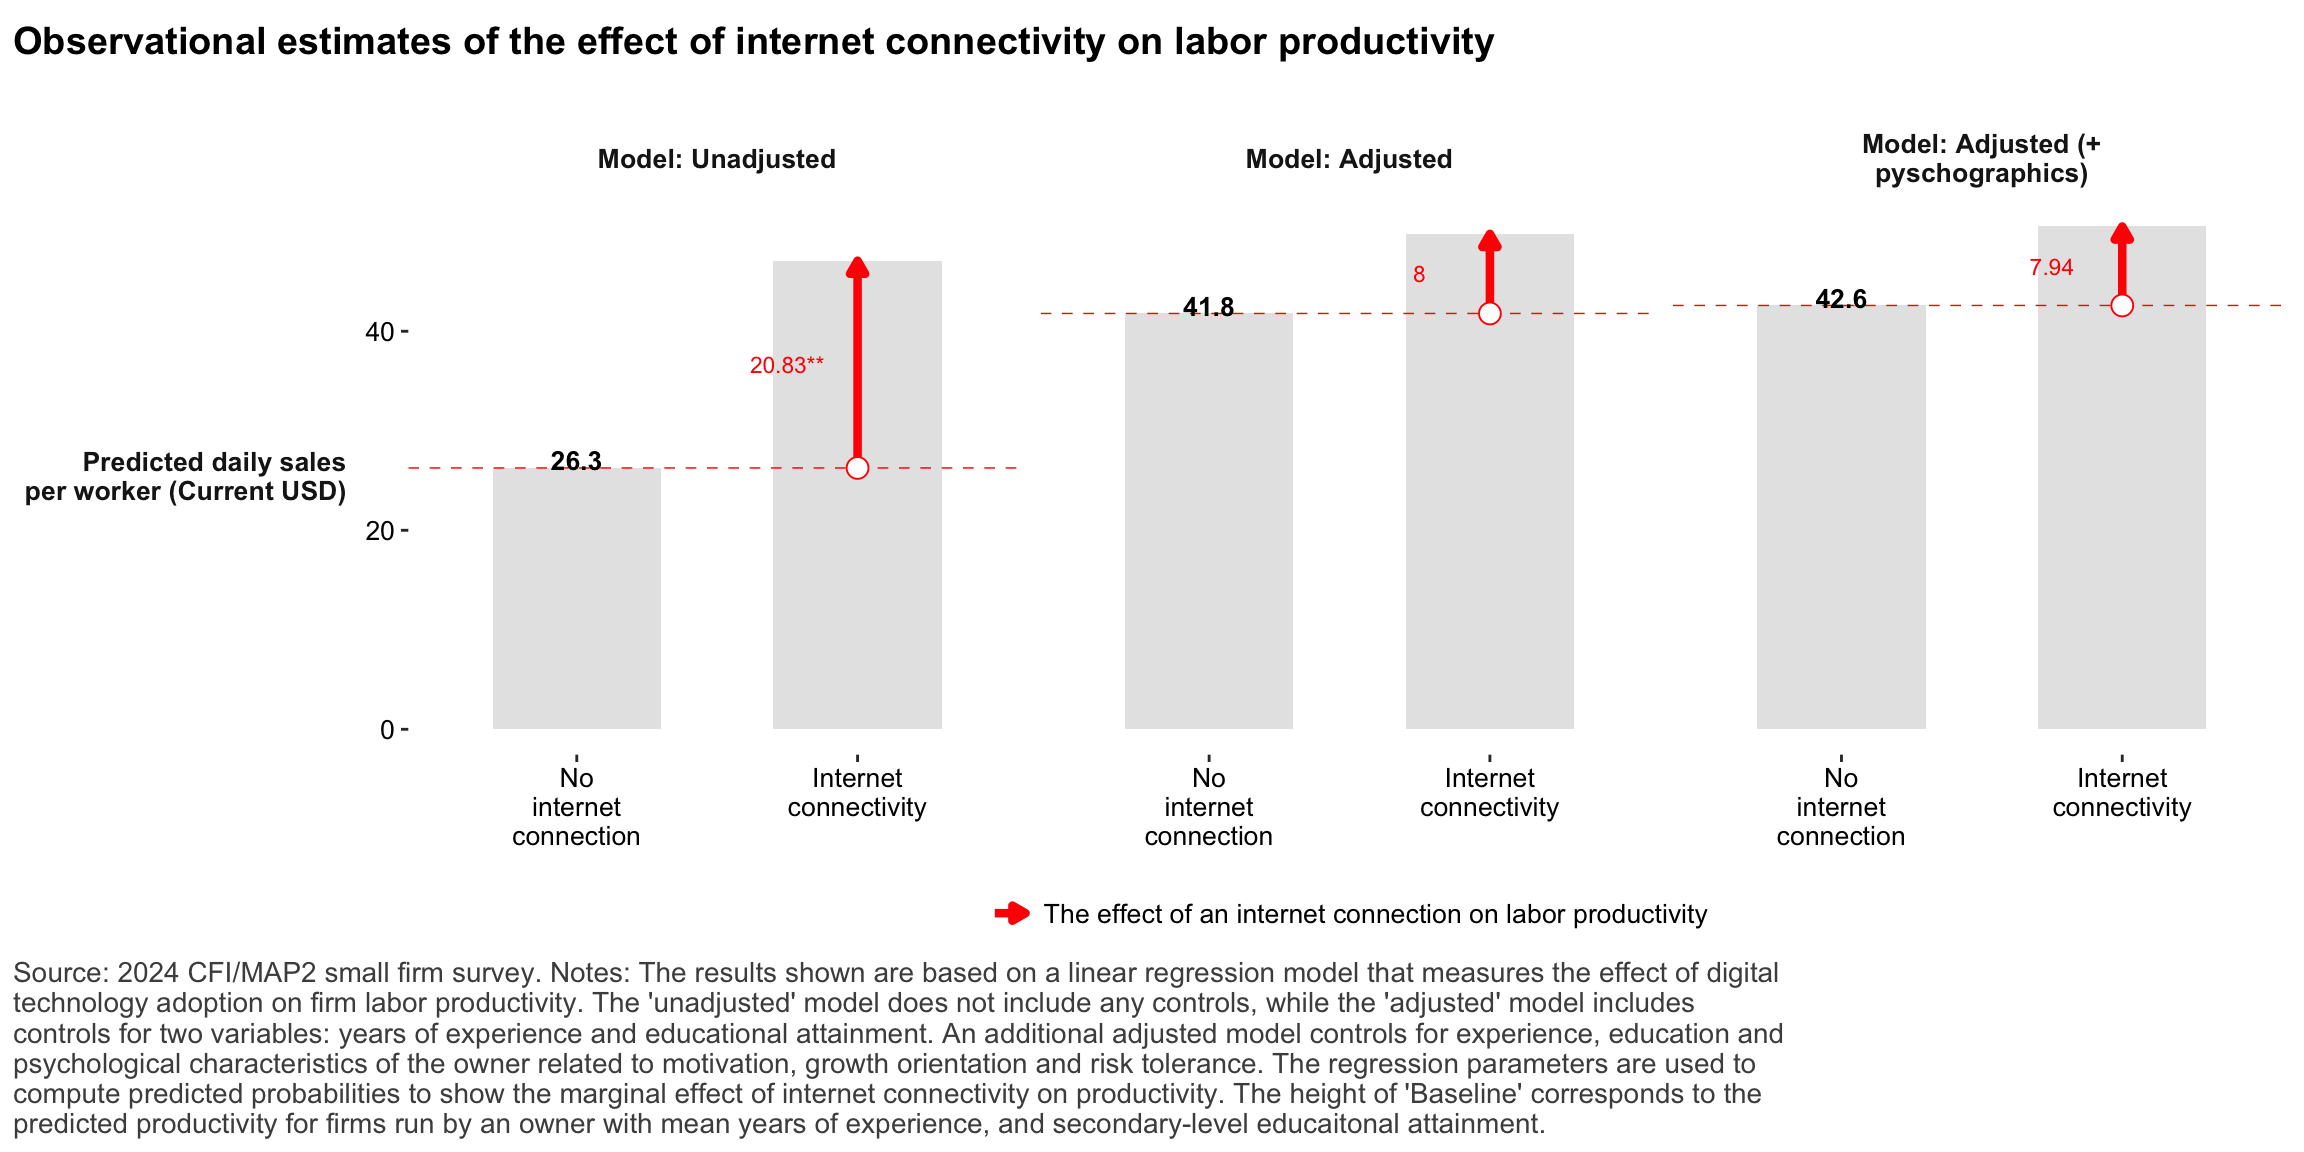 Observational estimates of the effect of internet connectivity on labor productivity
Model: Unadjusted
Model: Adjusted
Model: Adjusted (+
pyschographics)
Predicted daily sales
per worker (Current USD)
40
20
0
26.3
20.83**
41.8
8
42.6
7.94
No
internet
connection
Internet
connectivity
No
internet
connection
Internet
connectivity
No
internet
connection
Internet
connectivity
The effect of an internet connection on labor productivity
Source: 2024 CFI/MAP2 small firm survey. Notes: The results shown are based on a linear regression model that measures the effect of digital
technology adoption on firm labor productivity. The 'unadjusted' model does not include any controls, while the 'adjusted' model includes
controls for two variables: years of experience and educational attainment. An additional adjusted model controls for experience, education and
psychological characteristics of the owner related to motivation, growth orientation and risk tolerance. The regression parameters are used to
compute predicted probabilities to show the marginal effect of internet connectivity on productivity. The height of 'Baseline' corresponds to the
predicted productivity for firms run by an owner with mean years of experience, and secondary-level educaitonal attainment.